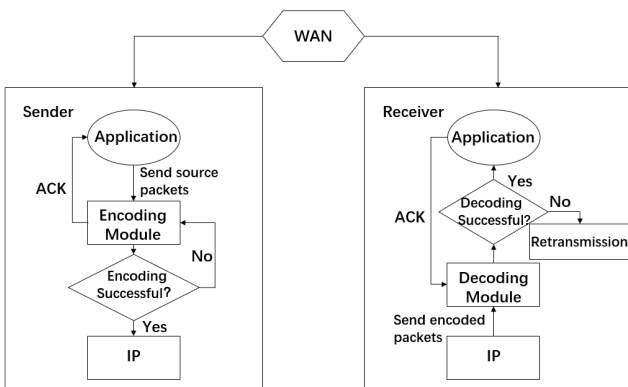 WAN
Sender
Application
Send source
packets
ACK
Encoding
Module
No
Encoding
Successful?
Yes
IP
Receiver
Application
Yes
No
Decoding
Successful?
ACK
Retransmission
Decoding
Module
Send encoded
packets
IP